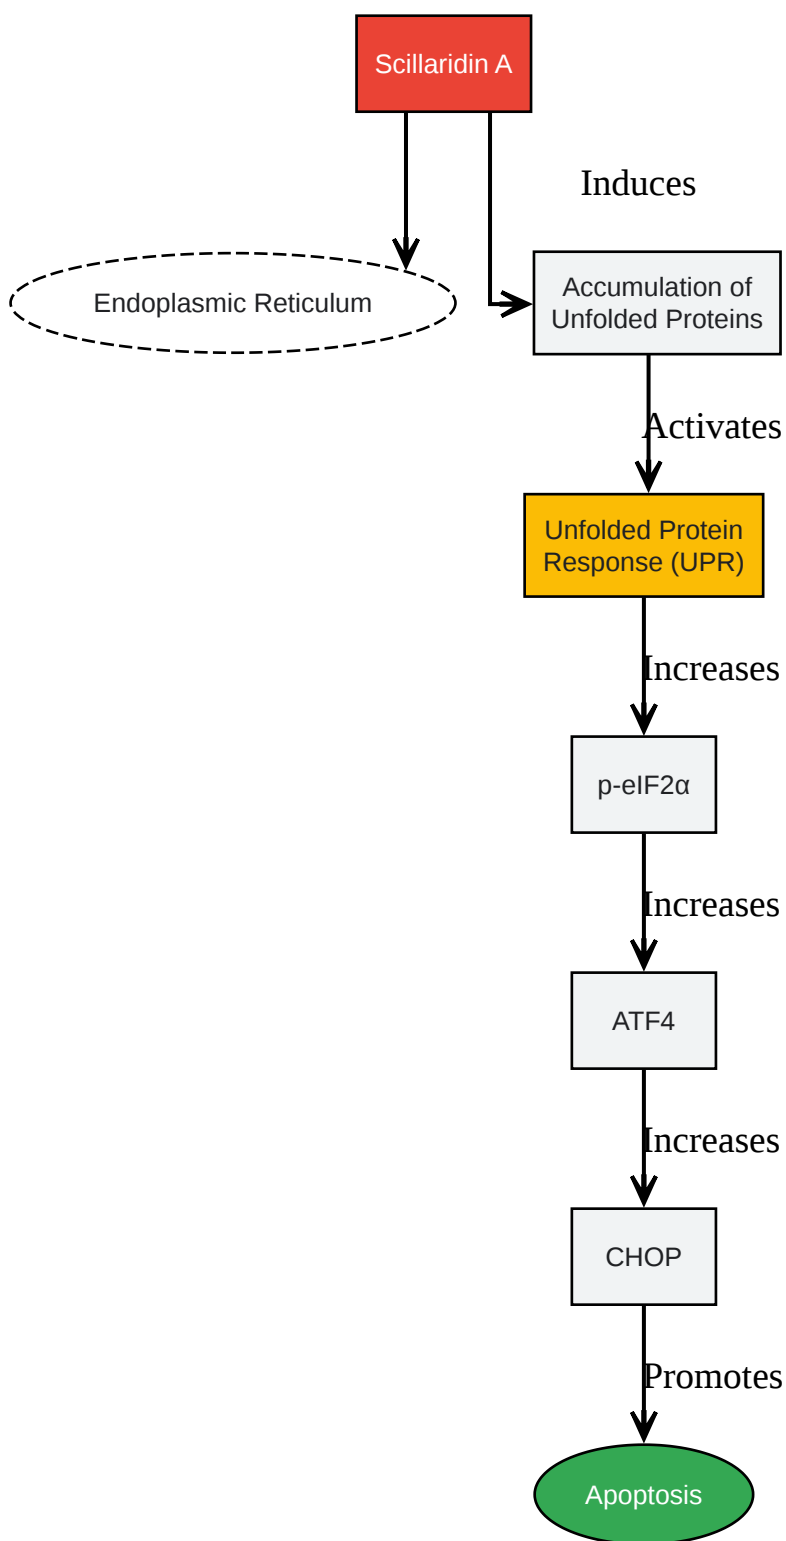 Scillaridin A
Induces
Endoplasmic Reticulum
Accumulation of
Unfolded Proteins
Activates
Unfolded Protein
Response (UPR)
Increases
p-eIF2α
Increases
ATF4
Increases
CHOP
Promotes
Apoptosis